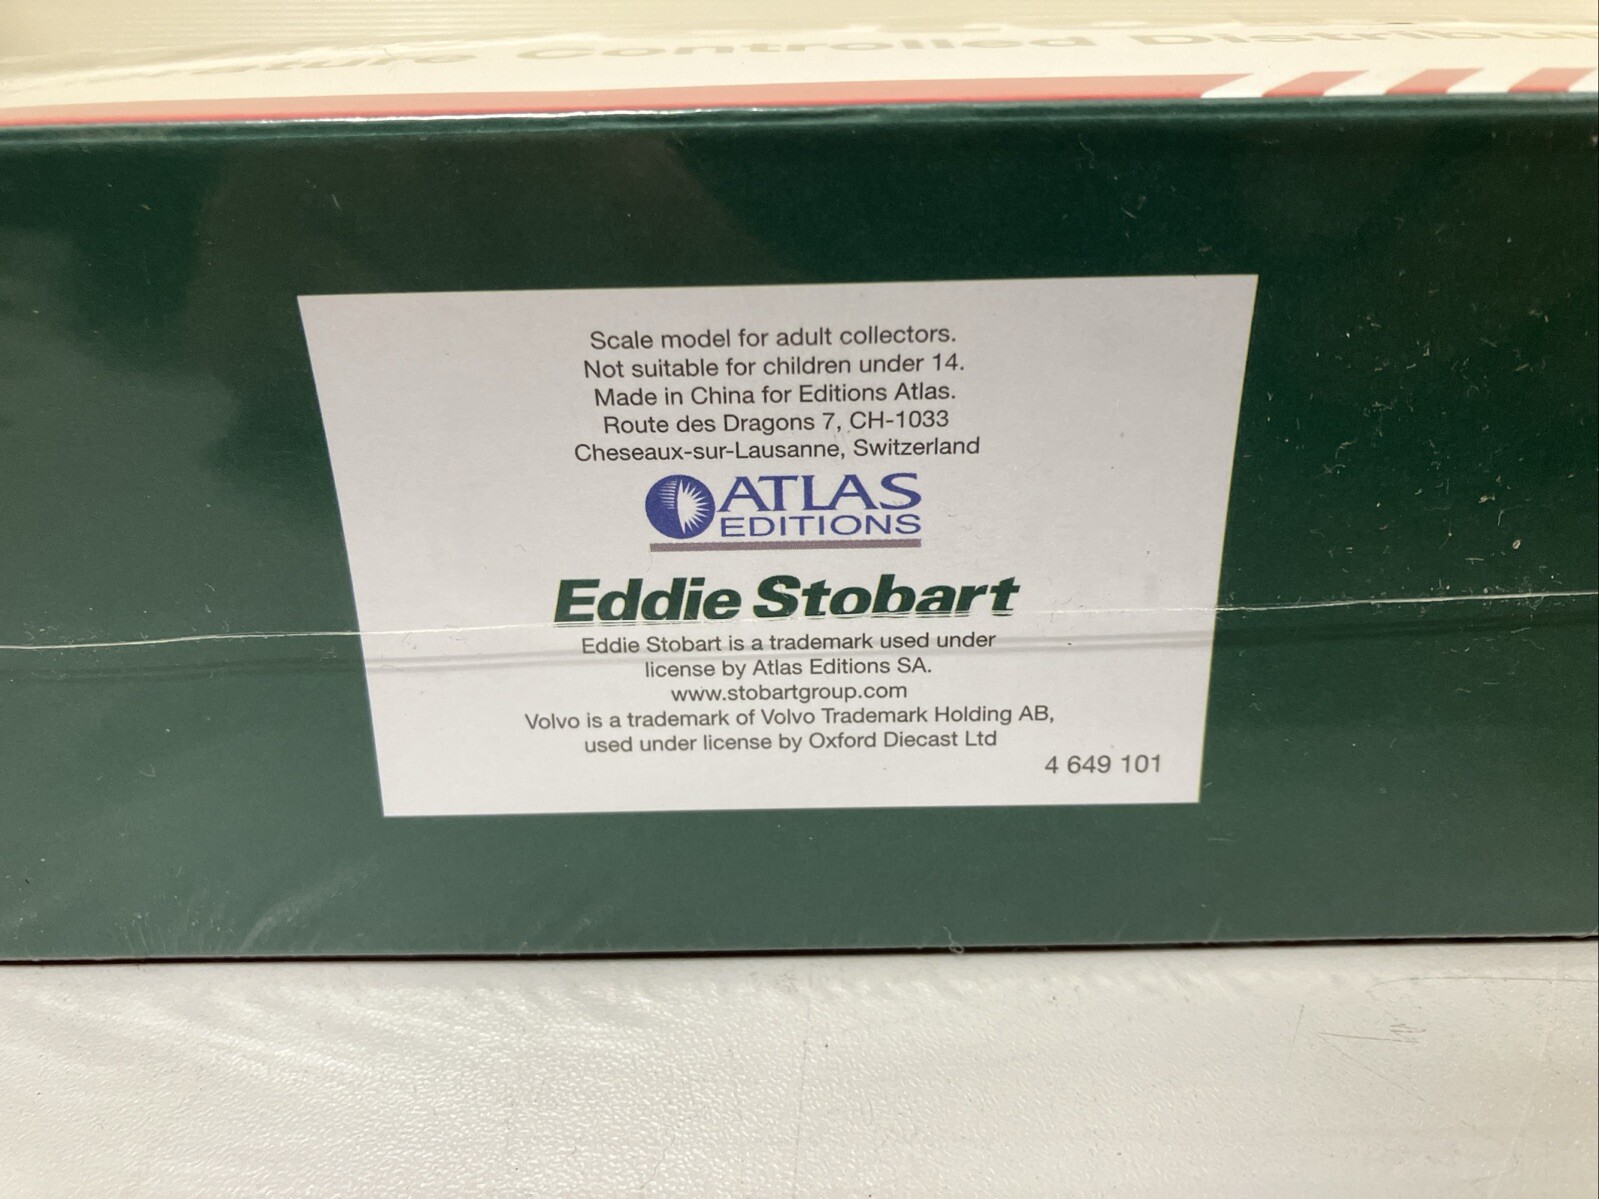 Controlled
Scale model for adult collectors.
Not suitable for children under 14.
Made in China for Editions Atlas.
Route des Dragons 7, CH-1033
Cheseaux-sur-Lausanne, Switzerland
ATLAS
EDITIONS
Eddie Stobart
Eddie Stobart is a trademark used under
license by Atlas Editions SA.
www.stobartgroup.com
Volvo is a trademark of Volvo Trademark Holding AB,
used under license by Oxford Diecast Ltd
4 649 101